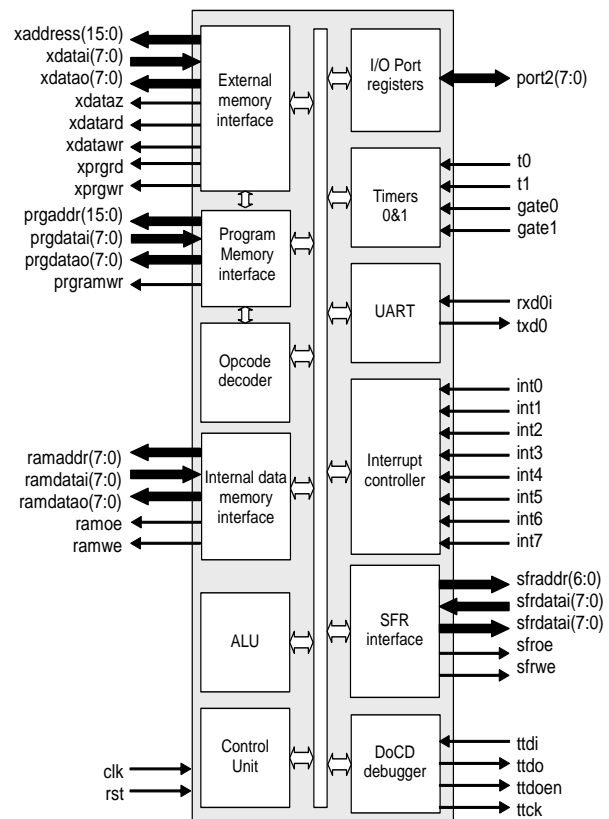 xaddress(15:0)
xdatai(7:0)
xdatao(7:0)
xdataz
xdatard
xdatawr
xprgrd
xprgwr
External
memory
interface
prgaddr(15:0)
prgdatai(7:0)
prgdatao(7:0)
prgramwr
Program
Memory
interface
Opcode
decoder
ramaddr(7:0)
ramdatai(7:0)
ramdatao(7:0)
ramoe
ramwe
Internal data
memory
interface
ALU
clk
rst
Control
Unit
I/O Port
registers
port2(7:0)
Timers
0&1
t0
t1
gate0
gate1
UART
rxd0i
txd0
Interrupt
controller
int0
int1
int2
int3
int4
int5
int6
int7
SFR
interface
sfraddr(6:0)
sfrdatai(7:0)
sfrdatai(7:0)
sfroe
sfrwe
DoCD
debugger
ttdi
ttdo
ttdoen
ttck